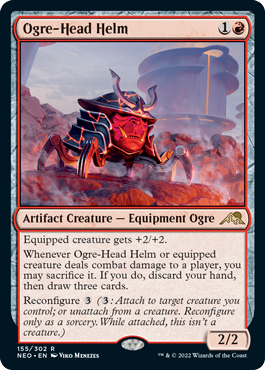 Ogre-Head Helm 1
Artifact Creature — Equipment Ogre
Equipped creature gets +2/+2.
Whenever Ogre-Head Helm or equipped
creature deals combat damage to a player, you
may sacrifice it. If you do, discard your hand,
then draw three cards.
Reconfigure 3 (3: Attach to target creature you
control; or unattach from a creature. Reconfigure
only as a sorcery. While attached, this isn't a
creature.)
2/2
155/302 R
NEO • EN Viko Menezes
™ & © 2022 Wizards of the Coast